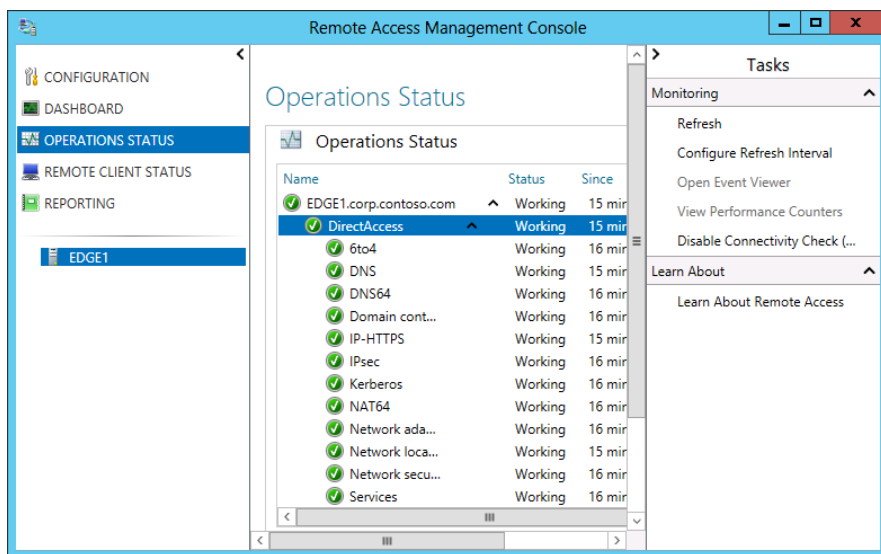 Remote Access Management Console
CONFIGURATION
DASHBOARD
OPERATIONS STATUS
REMOTE CLIENT STATUS
REPORTING
EDGE1
Operations Status
Operations Status
Name Status Since
EDGE1.corp.contoso.com Working 15 mir
DirectAccess Working 15 mir
6to4 Working 16 mir
DNS Working 15 mir
DNS64 Working 16 mir
Domain cont... Working 16 mir
IP-HTTPS Working 15 mir
IPsec Working 16 mir
Kerberos Working 16 mir
NAT64 Working 16 mir
Network ada... Working 16 mir
Network loca... Working 15 mir
Network secu... Working 16 mir
Services Working 16 mir
Tasks
Monitoring
Refresh
Configure Refresh Interval
Open Event Viewer
View Performance Counters
Disable Connectivity Check (...
Learn About
Learn About Remote Access